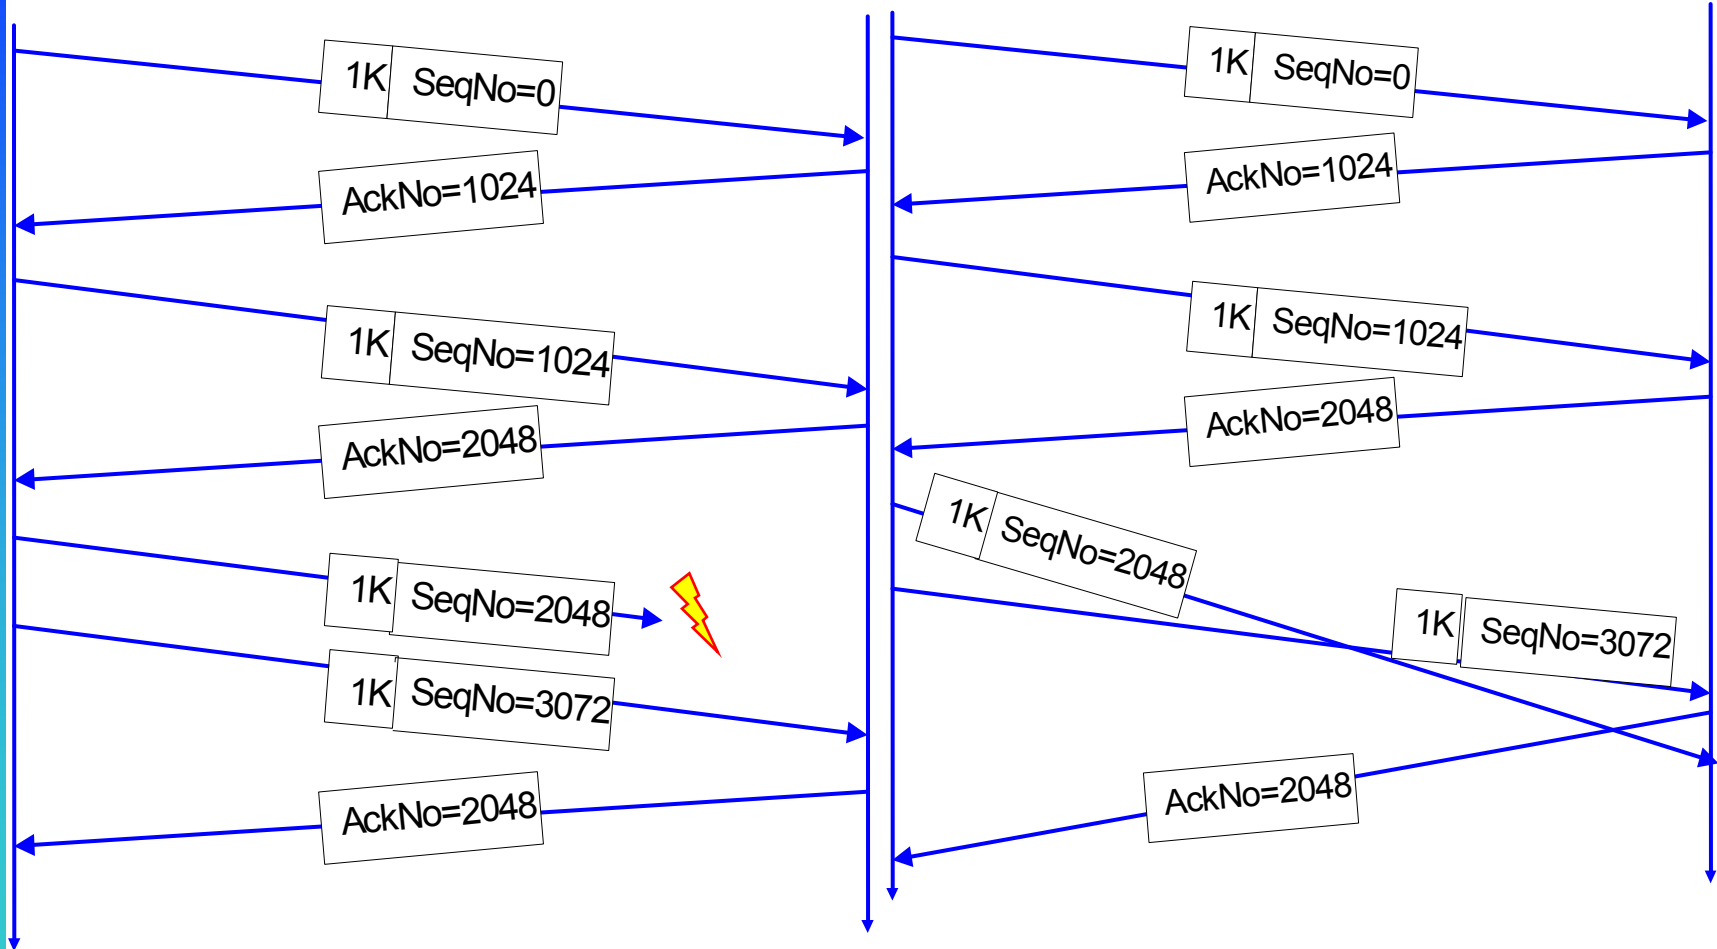 1K SeqNo=0
AckNo=1024
1K SeqNo=1024
AckNo=2048
1K SeqNo=2048
1K SeqNo=3072
AckNo=2048
1K SeqNo=0
AckNo=1024
1K SeqNo=1024
AckNo=2048
1K SeqNo=2048
1K SeqNo=3072
AckNo=2048